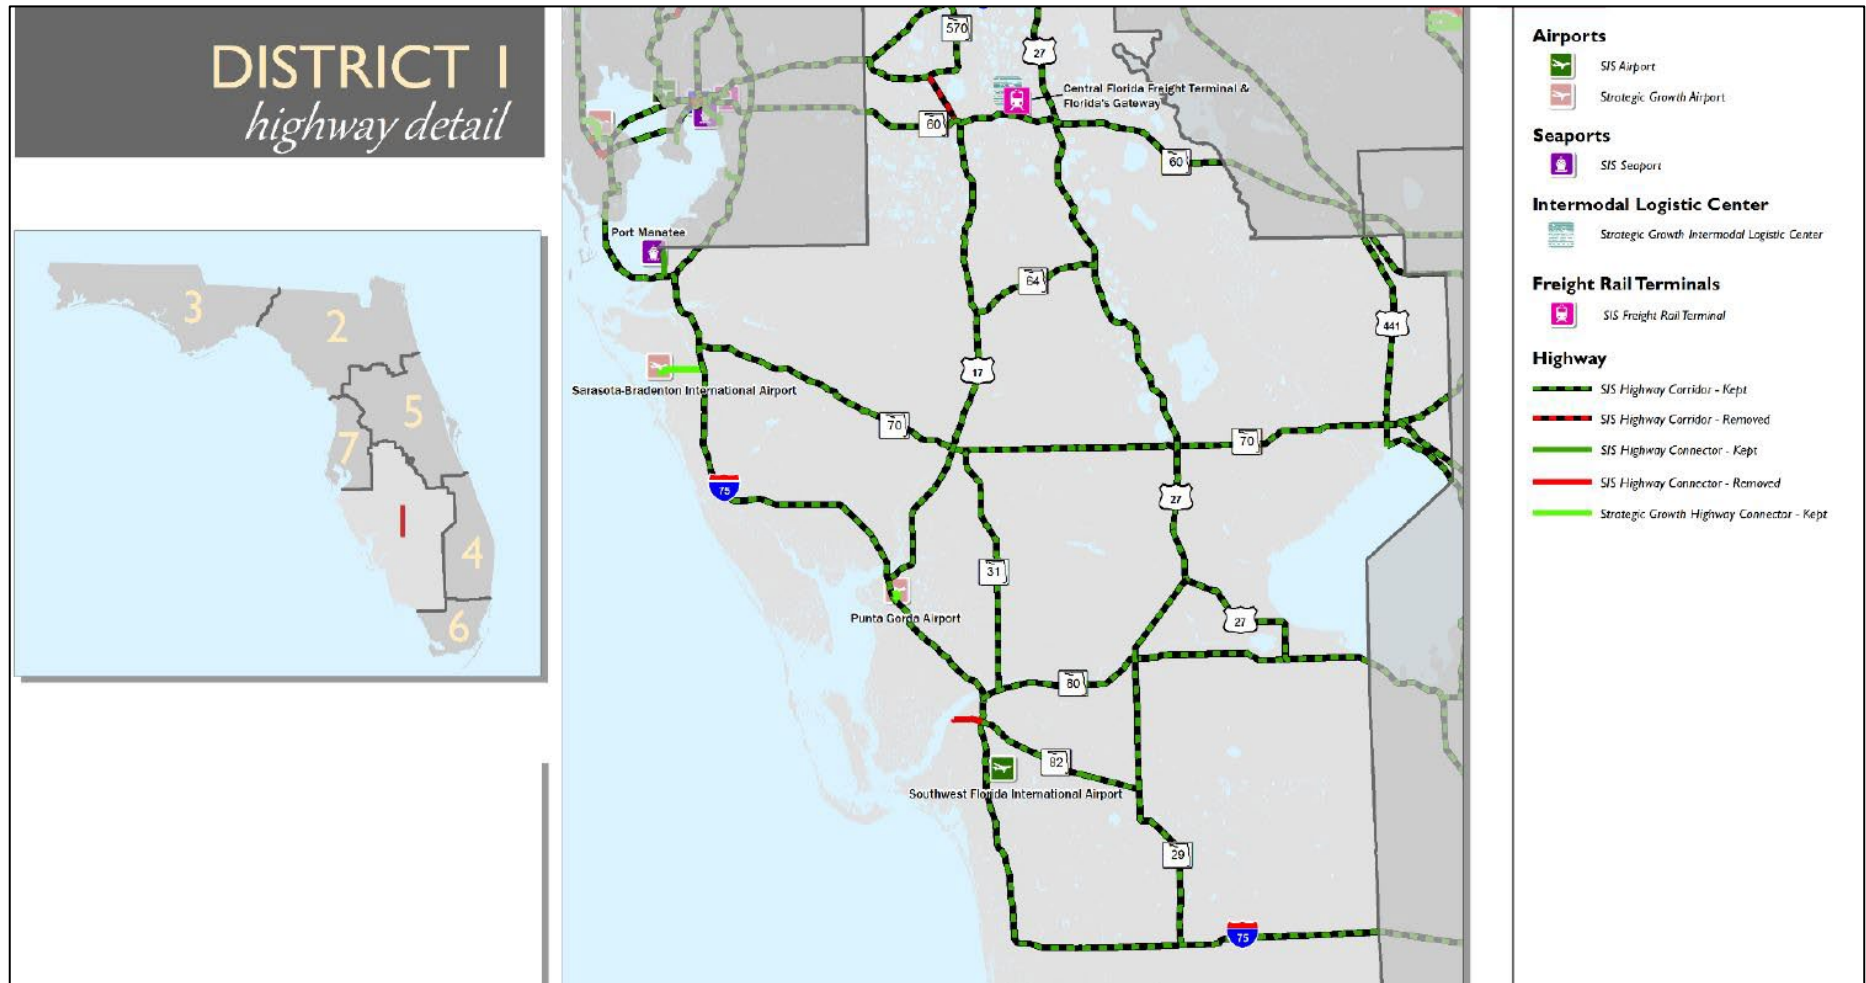 DISTRICT 1
highway detail
3
2
5
7
1
4
6
570
27
Central Florida Freight Terminal &
Florida's Gateway
60
60
Port Manatee
64
441
17
Sarasota-Bradenton International Airport
70
70
75
27
31
Punta Gorda Airport
27
80
82
Southwest Florida International Airport
29
75
Airports
SIS Airport
Strategic Growth Airport
Seaports
SIS Seaport
Intermodal Logistic Center
Strategic Growth Intermodal Logistic Center
Freight Rail Terminals
SIS Freight Rail Terminal
Highway
SIS Highway Corridor - Kept
SIS Highway Corridor - Removed
SIS Highway Connector - Kept
SIS Highway Connector - Removed
Strategic Growth Highway Connector - Kept